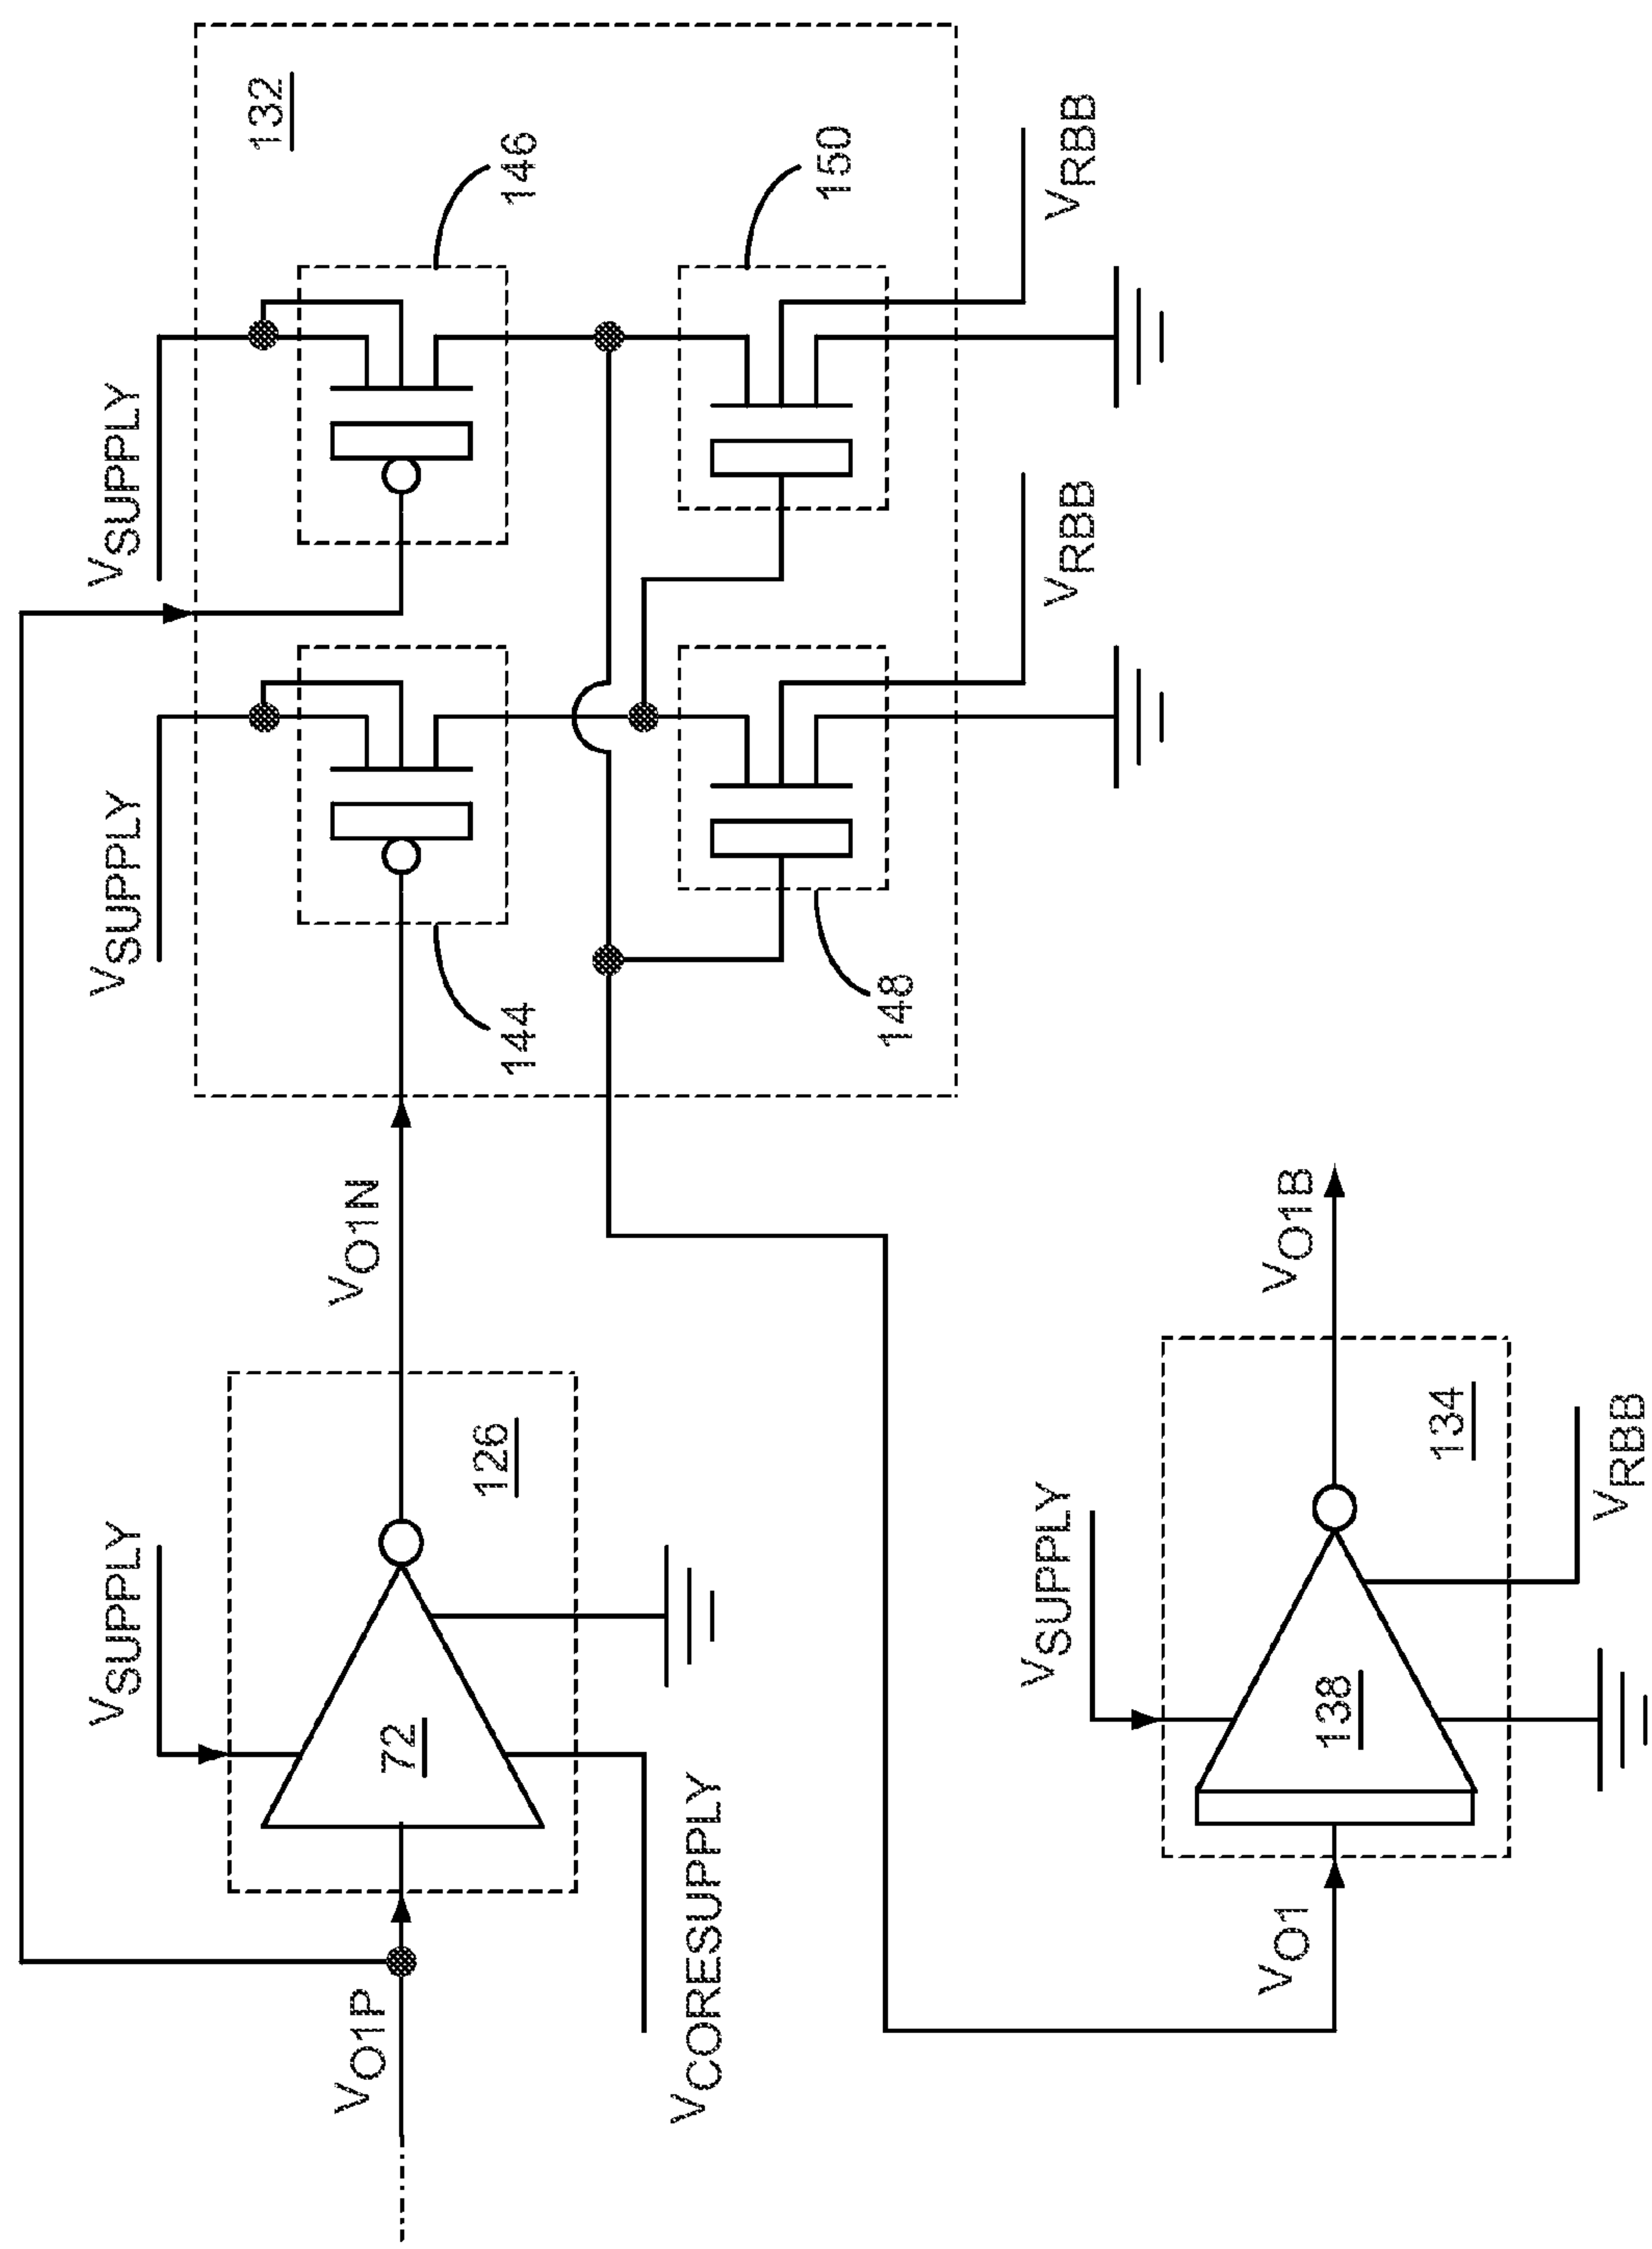 VSUPPLY
VSUPPLY
VSUPPLY
132
146
150
VRBB
VRBB
144
148
VO1P
72
126
VO1N
VCORESUPPLY
VSUPPLY
VO1
138
134
VO1B
VRBB